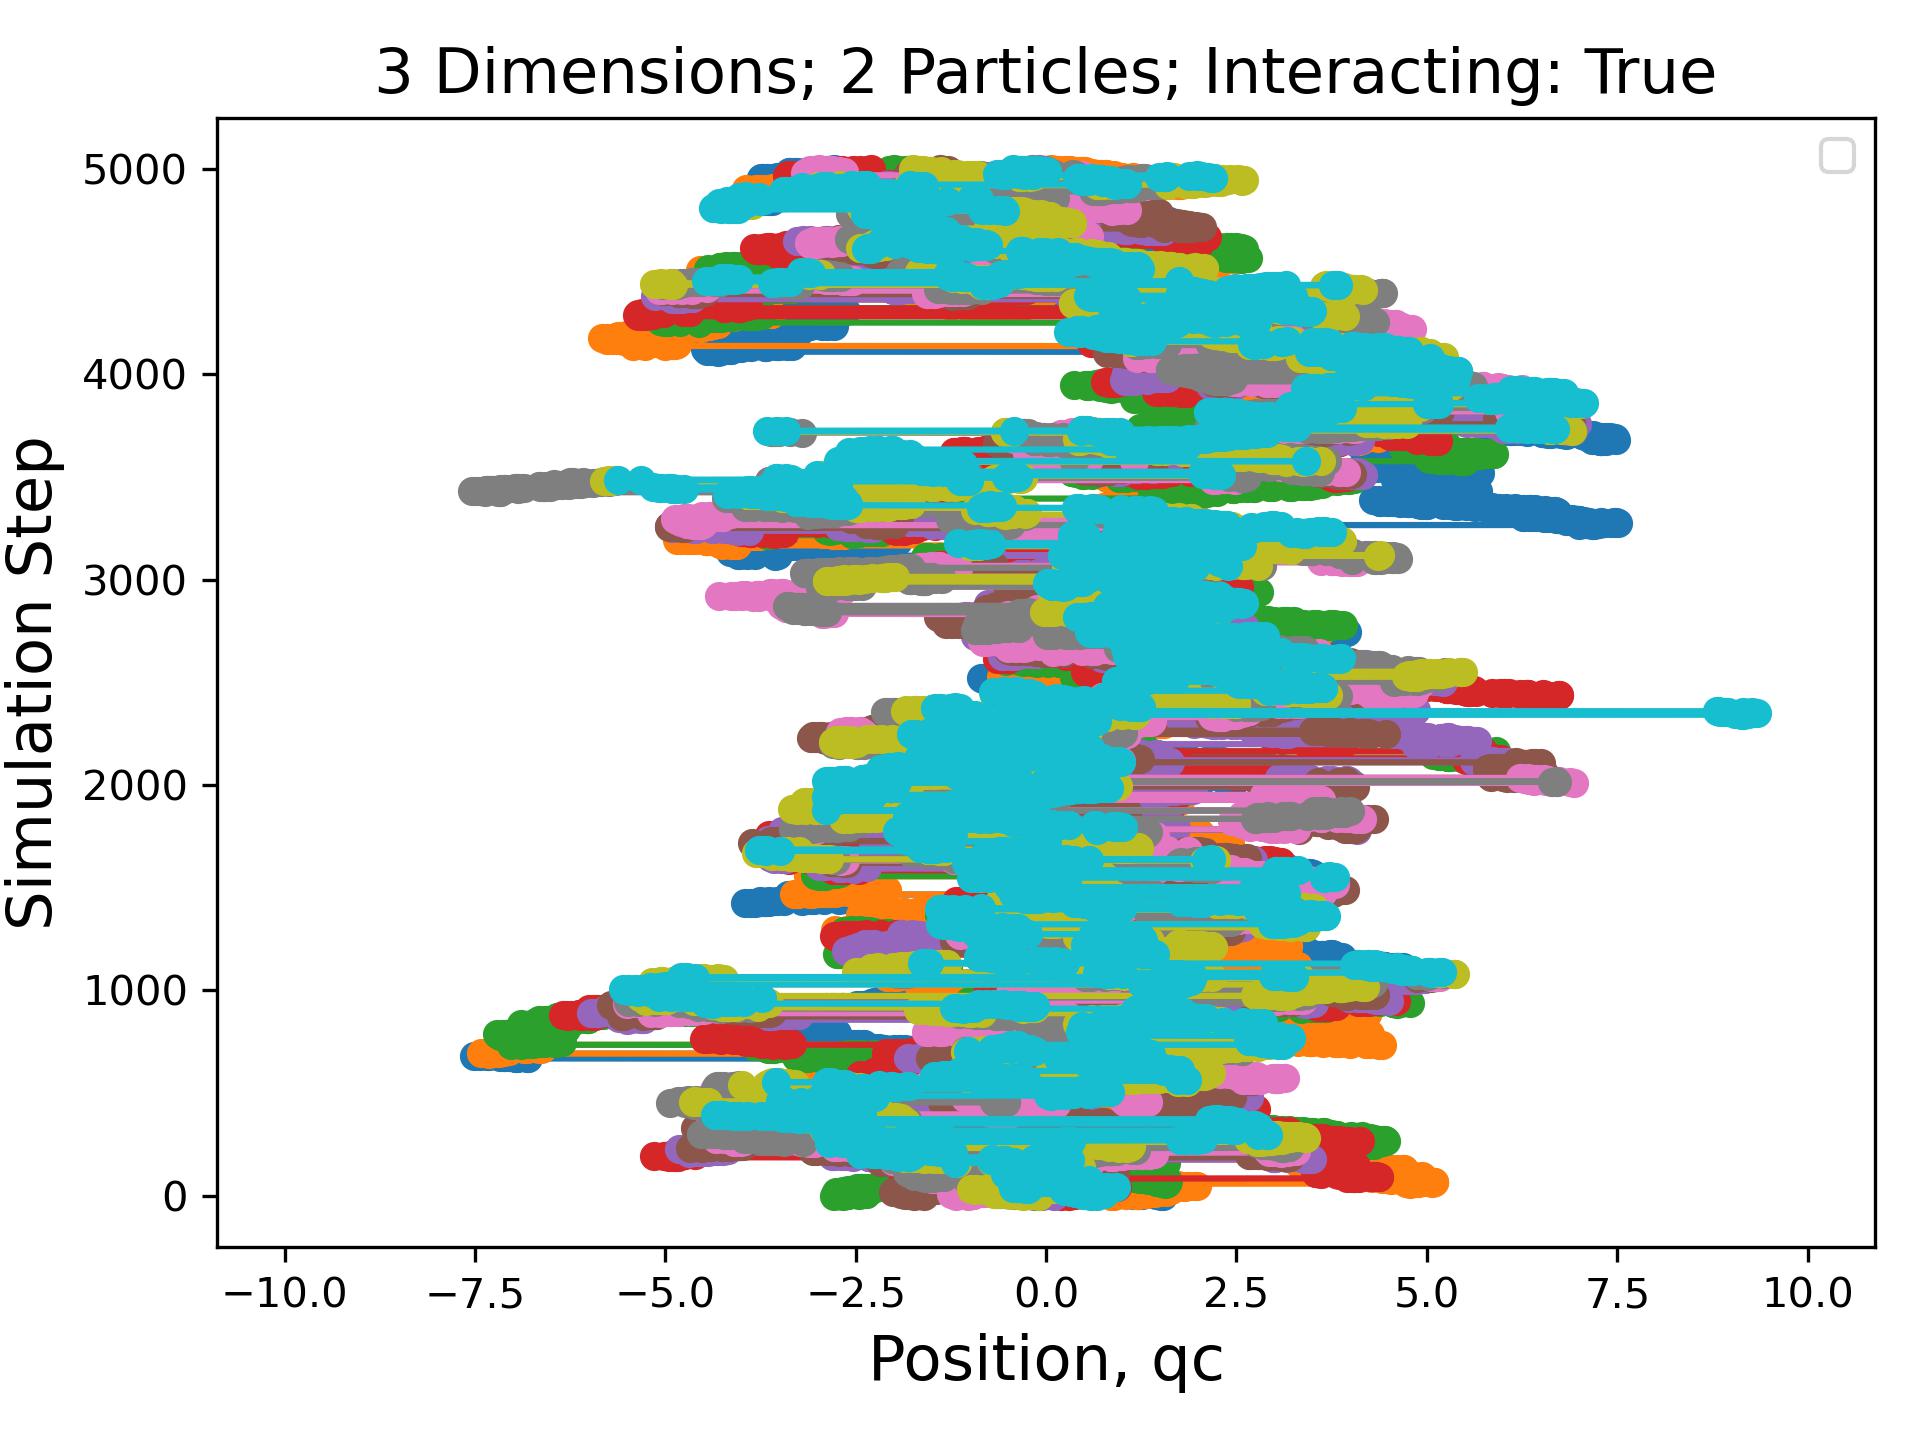 3 Dimensions; 2 Particles; Interacting: True
Simulation Step
5000
4000
3000
2000
1000
0
−10.0 −7.5 −5.0 −2.5 0.0 2.5 5.0 7.5 10.0
Position, qc